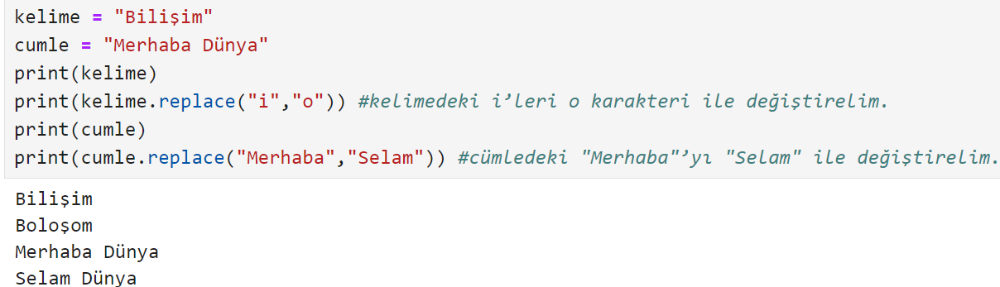 kelime = "Bilişim"
cumle = "Merhaba Dünya"
print(kelime)
print(kelime.replace("i","o")) #kelimedeki i’leri o karakteri ile değiştirelim.
print(cumle)
print(cumle.replace("Merhaba","Selam")) #cümledeki "Merhaba"’yı "Selam" ile değiştirelim.
Bilişim
Boloşom
Merhaba Dünya
Selam Dünya